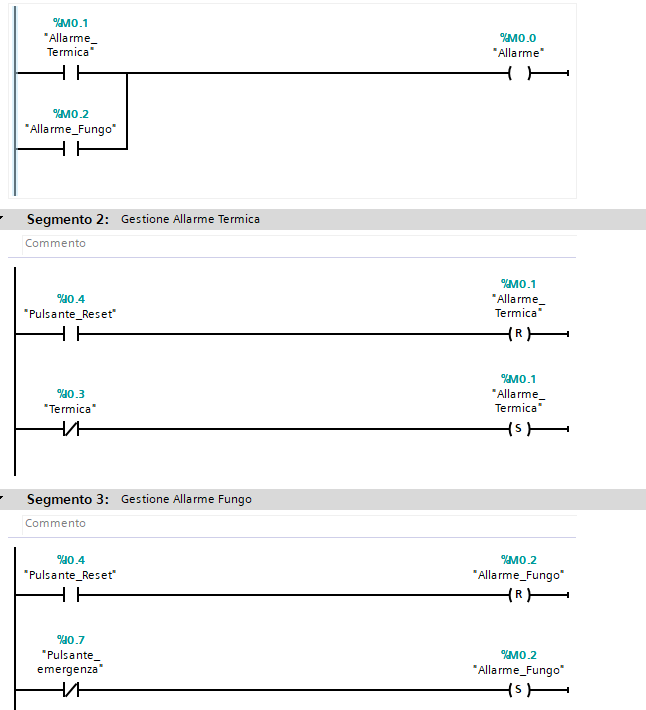 %M0.1
"Allarme_
Termica"
%M0.0
"Allarme"
%M0.2
"Allarme_Fungo"
Segmento 2: Gestione Allarme Termica
Commento
%I0.4
"Pulsante_Reset"
%M0.1
"Allarme_
Termica"
R
%I0.3
"Termica"
%M0.1
"Allarme_
Termica"
S
Segmento 3: Gestione Allarme Fungo
Commento
%I0.4
"Pulsante_Reset"
%M0.2
"Allarme_Fungo"
R
%I0.7
"Pulsante_
emergenza"
%M0.2
"Allarme_Fungo"
S